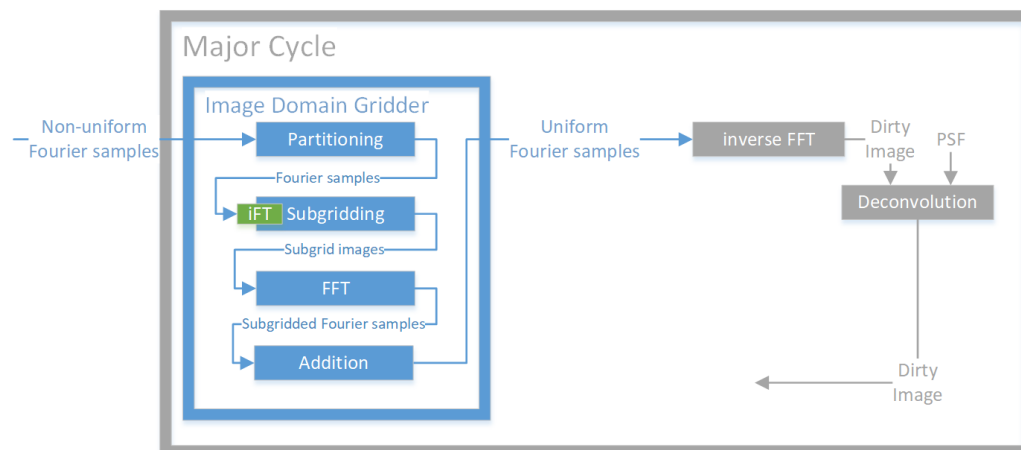 Major Cycle
Image Domain Gridder
Non-uniform
Fourier samples
Partitioning
Fourier samples
iFT
Subgridding
Subgrid images
FFT
Subgridded Fourier samples
Addition
Uniform
Fourier samples
inverse FFT
Dirty
Image
PSF
Deconvolution
Dirty
Image